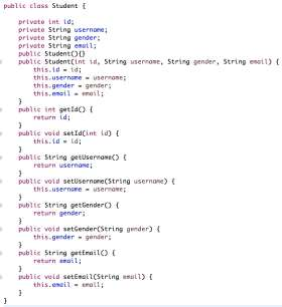 public class Student {
private int id;
private String username;
private String gender;
private String email;
public Student(){}
public Student(int id, String username, String gender, String email) {
this.id = id;
this.username = username;
this.gender = gender;
this.email = email;
}
public int getId() {
return id;
}
public void setId(int id) {
this.id = id;
}
public String getUsername() {
return username;
}
public void setUsername(String username) {
this.username = username;
}
public String getGender() {
return gender;
}
public void setGender(String gender) {
this.gender = gender;
}
public String getEmail() {
return email;
}
public void setEmail(String email) {
this.email = email;
}
}